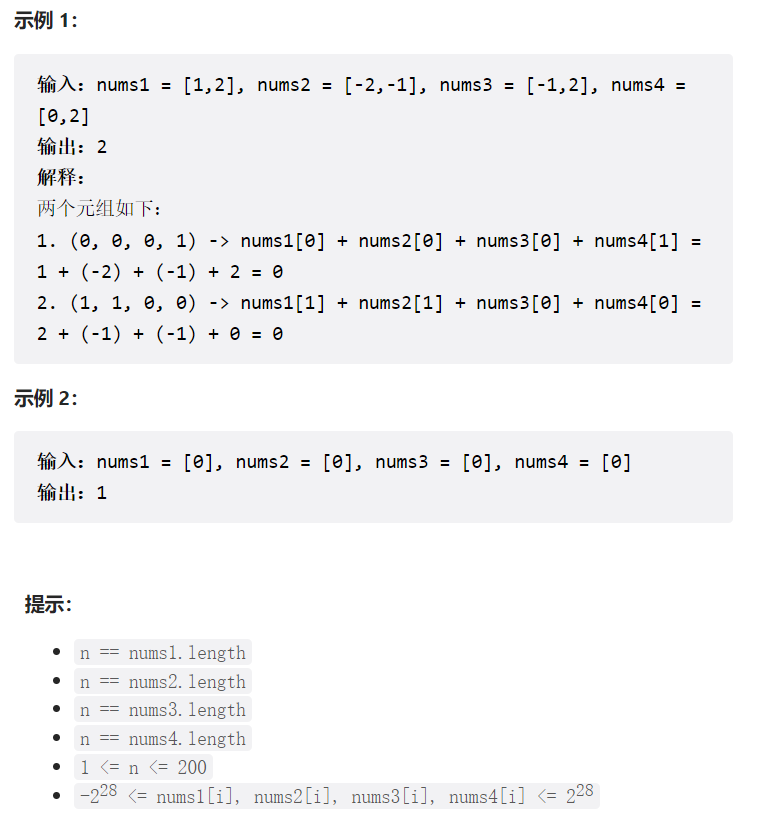 示例 1：
输入：nums1 = [1,2], nums2 = [-2,-1], nums3 = [-1,2], nums4 =
[0,2]
输出：2
解释：
两个元组如下：
1. (0, 0, 0, 1) -> nums1[0] + nums2[0] + nums3[0] + nums4[1] =
1 + (-2) + (-1) + 2 = 0
2. (1, 1, 0, 0) -> nums1[1] + nums2[1] + nums3[0] + nums4[0] =
2 + (-1) + (-1) + 0 = 0
示例 2：
输入：nums1 = [0], nums2 = [0], nums3 = [0], nums4 = [0]
输出：1
提示：
• n == nums1.length
• n == nums2.length
• n == nums3.length
• n == nums4.length
• 1 <= n <= 200
• -2²⁸ <= nums1[i], nums2[i], nums3[i], nums4[i] <= 2²⁸